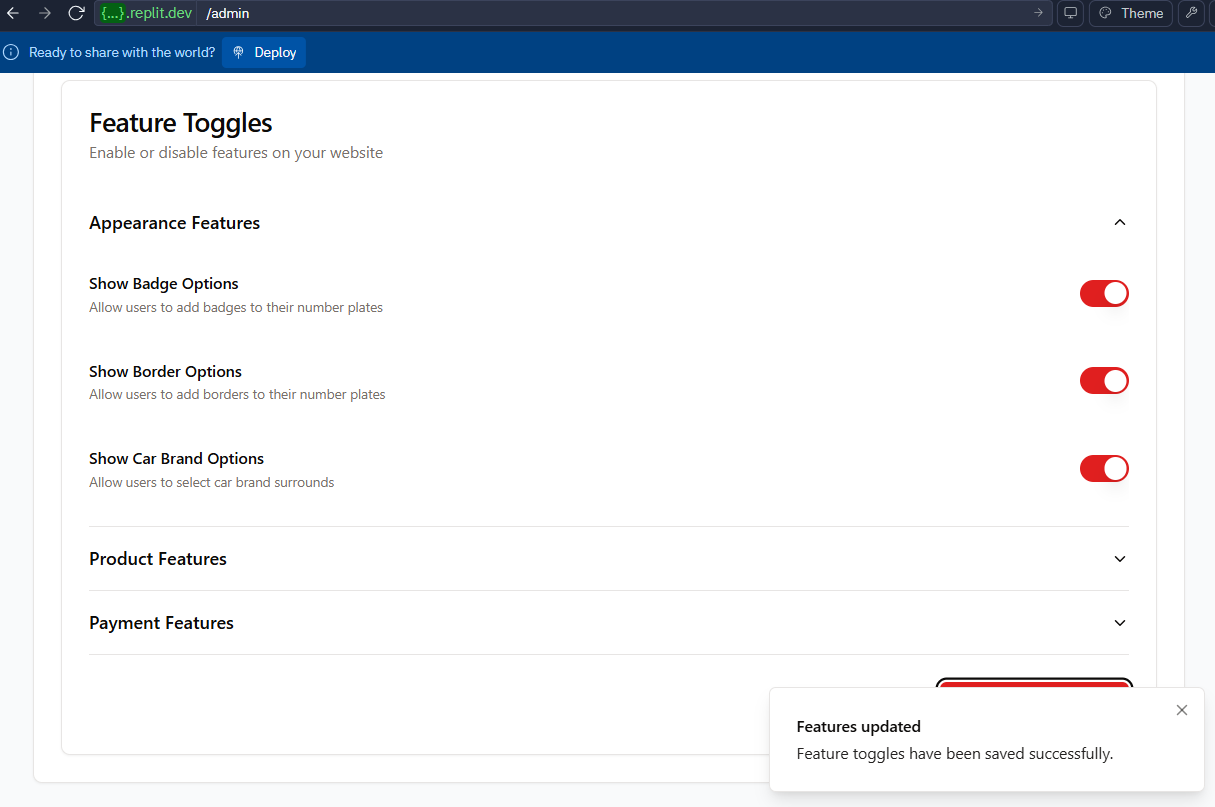 {...}.replit.dev /admin
Theme
Ready to share with the world? Deploy
Feature Toggles
Enable or disable features on your website
Appearance Features
Show Badge Options
Allow users to add badges to their number plates
Show Border Options
Allow users to add borders to their number plates
Show Car Brand Options
Allow users to select car brand surrounds
Product Features
Payment Features
Features updated
Feature toggles have been saved successfully.